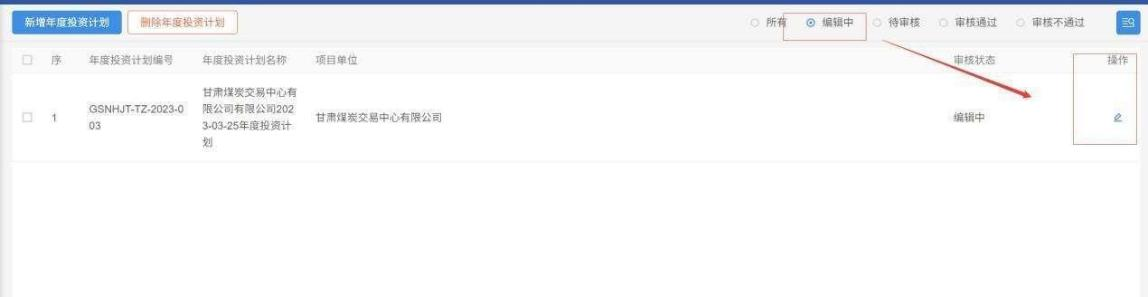 新增年度投资计划 删除年度投资计划 所有 编辑中 待审核 审核通过 审核不通过
序 年度投资计划编号 年度投资计划名称 项目单位 审核状态 操作
1 GSNHJT-TZ-2023-0
03
甘肃煤炭交易中心有
限公司有限公司202
3-03-25年度投资计
划
甘肃煤炭交易中心有限公司 编辑中